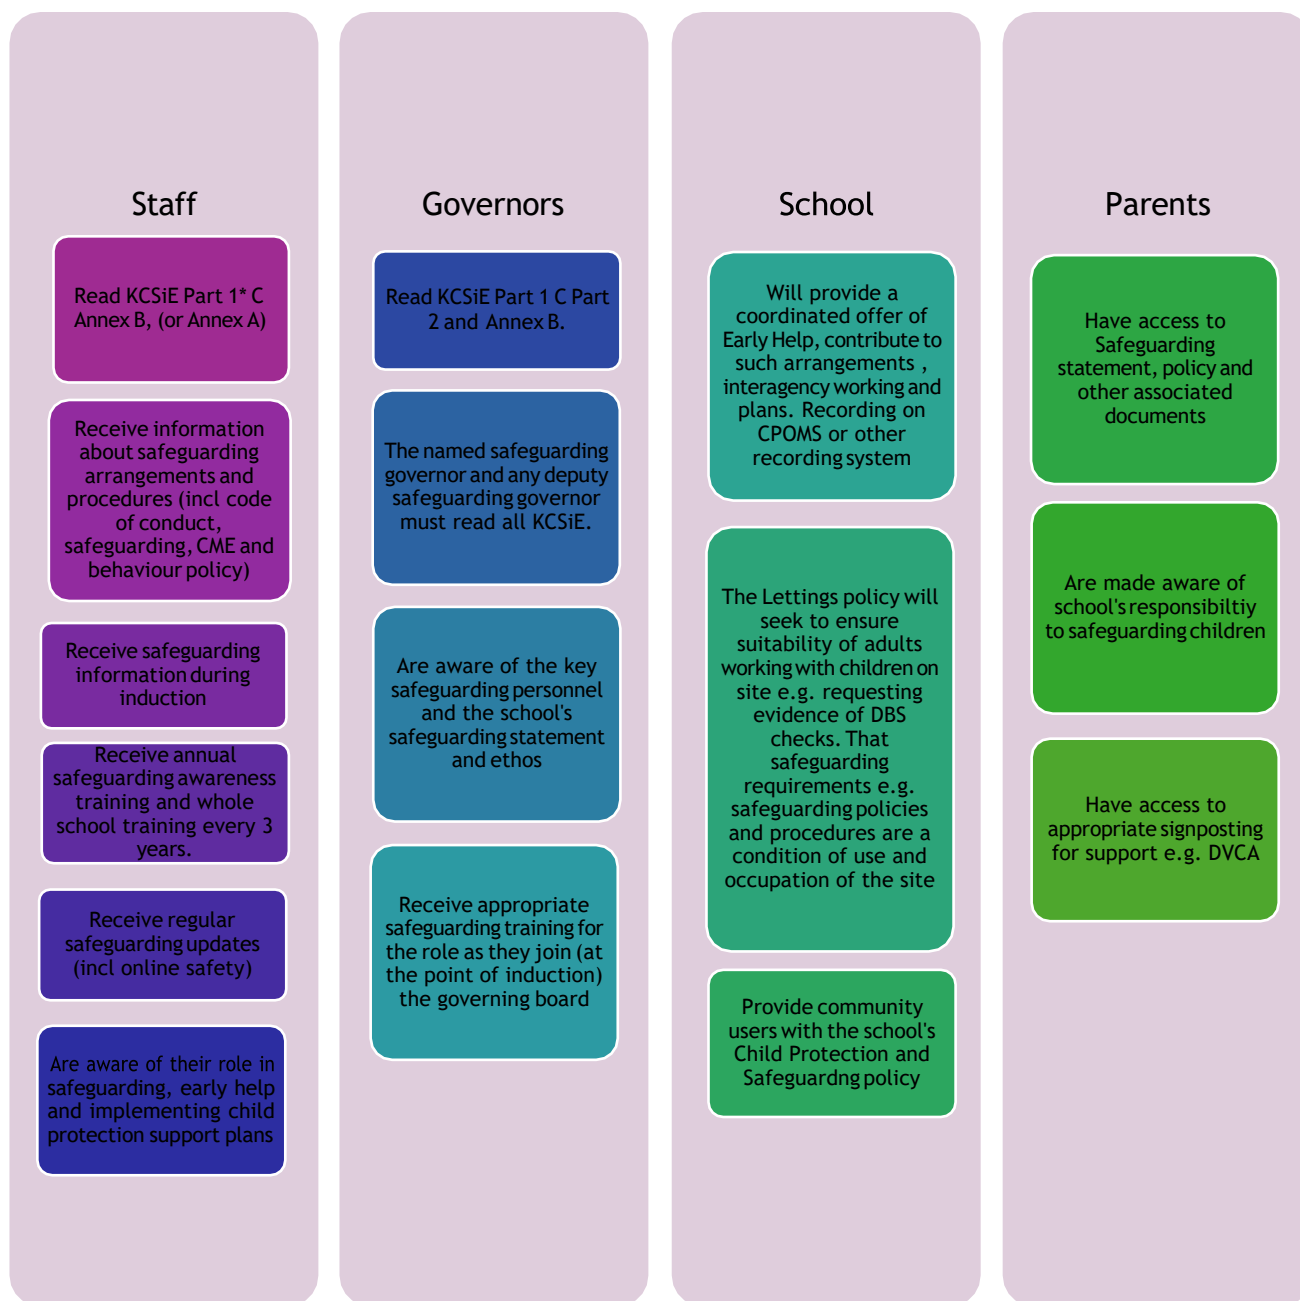 Staff
Read KCSiE Part 1* C
Annex B, (or Annex A)
Receive information
about safeguarding
arrangements and
procedures (incl code
of conduct,
safeguarding, CME and
behaviour policy)
Receive safeguarding
information during
induction
Receive annual
safeguarding awareness
training and whole
school training every 3
years.
Receive regular
safeguarding updates
(incl online safety)
Are aware of their role in
safeguarding, early help
and implementing child
protection support plans
Governors
Read KCSiE Part 1 C Part
2 and Annex B.
The named safeguarding
governor and any deputy
safeguarding governor
must read all KCSiE.
Are aware of the key
safeguarding personnel
and the school's
safeguarding statement
and ethos
Receive appropriate
safeguarding training for
the role as they join (at
the point of induction)
the governing board
School
Will provide a
coordinated offer of
Early Help, contribute to
such arrangements ,
interagency working and
plans. Recording on
CPOMS or other
recording system
The Lettings policy will
seek to ensure
suitability of adults
working with children on
site e.g. requesting
evidence of DBS
checks. That
safeguarding
requirements e.g.
safeguarding policies
and procedures are a
condition of use and
occupation of the site
Provide community
users with the school's
Child Protection and
Safeguardng policy
Parents
Have access to
Safeguarding
statement, policy and
other associated
documents
Are made aware of
school's responsibiltiy
to safeguarding children
Have access to
appropriate signposting
for support e.g. DVCA